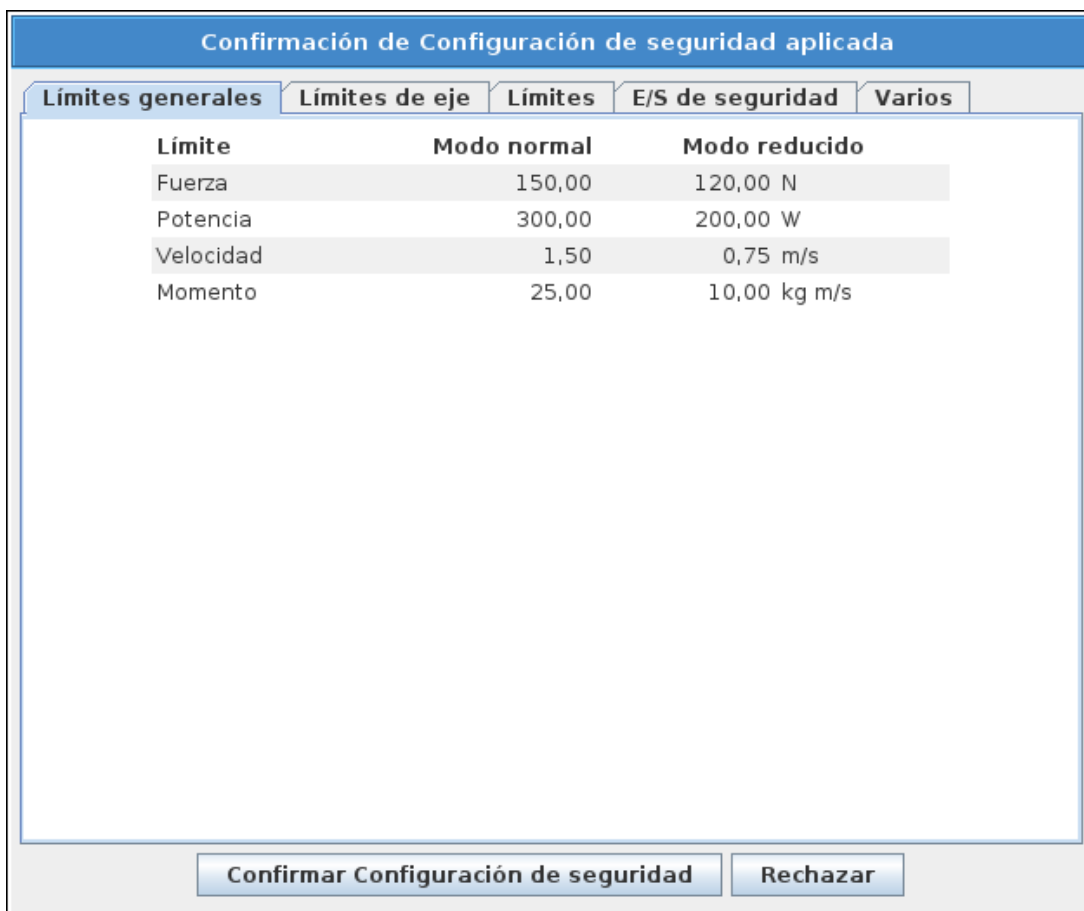 Confirmación de Configuración de seguridad aplicada
Límites generales Límites de eje Límites E/S de seguridad Varios
Límite Modo normal Modo reducido
Fuerza 150,00 120,00 N
Potencia 300,00 200,00 W
Velocidad 1,50 0,75 m/s
Momento 25,00 10,00 kg m/s
Confirmar Configuración de seguridad Rechazar